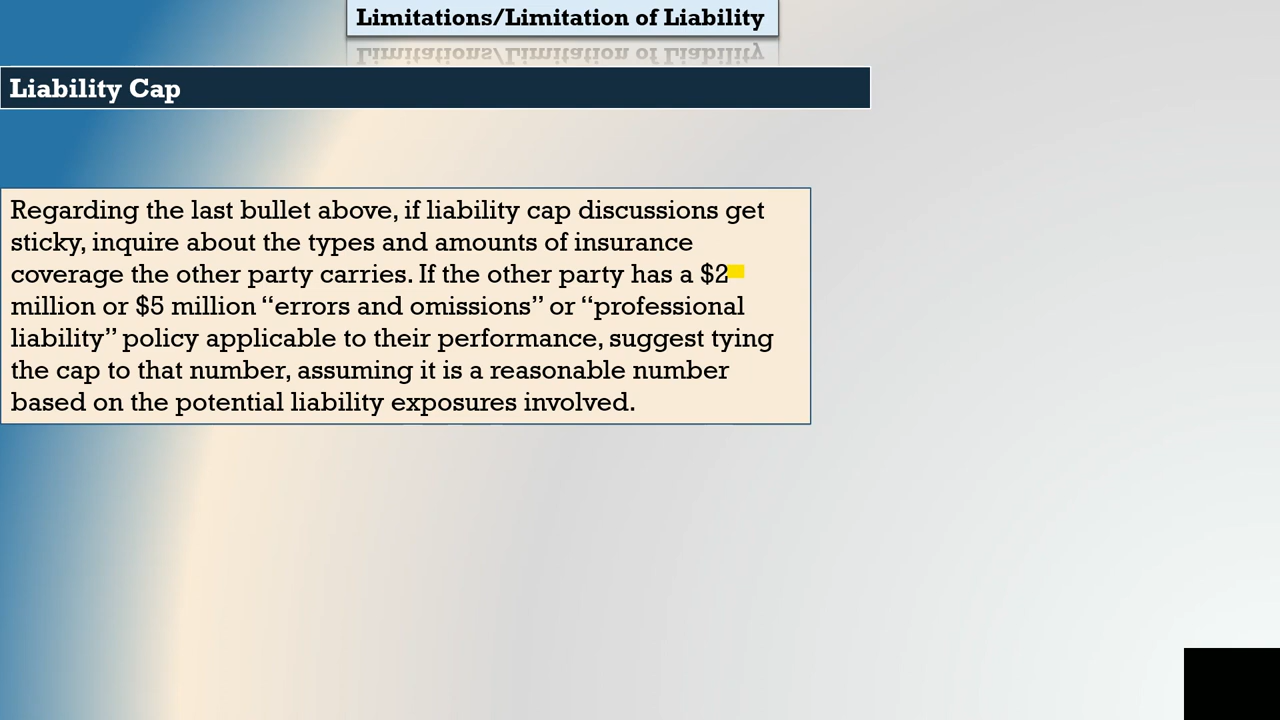 Limitations/Limitation of Liability
Liability Cap
Regarding the last bullet above, if liability cap discussions get
sticky, inquire about the types and amounts of insurance
coverage the other party carries. If the other party has a $2
million or $5 million “errors and omissions” or “professional
liability” policy applicable to their performance, suggest tying
the cap to that number, assuming it is a reasonable number
based on the potential liability exposures involved.